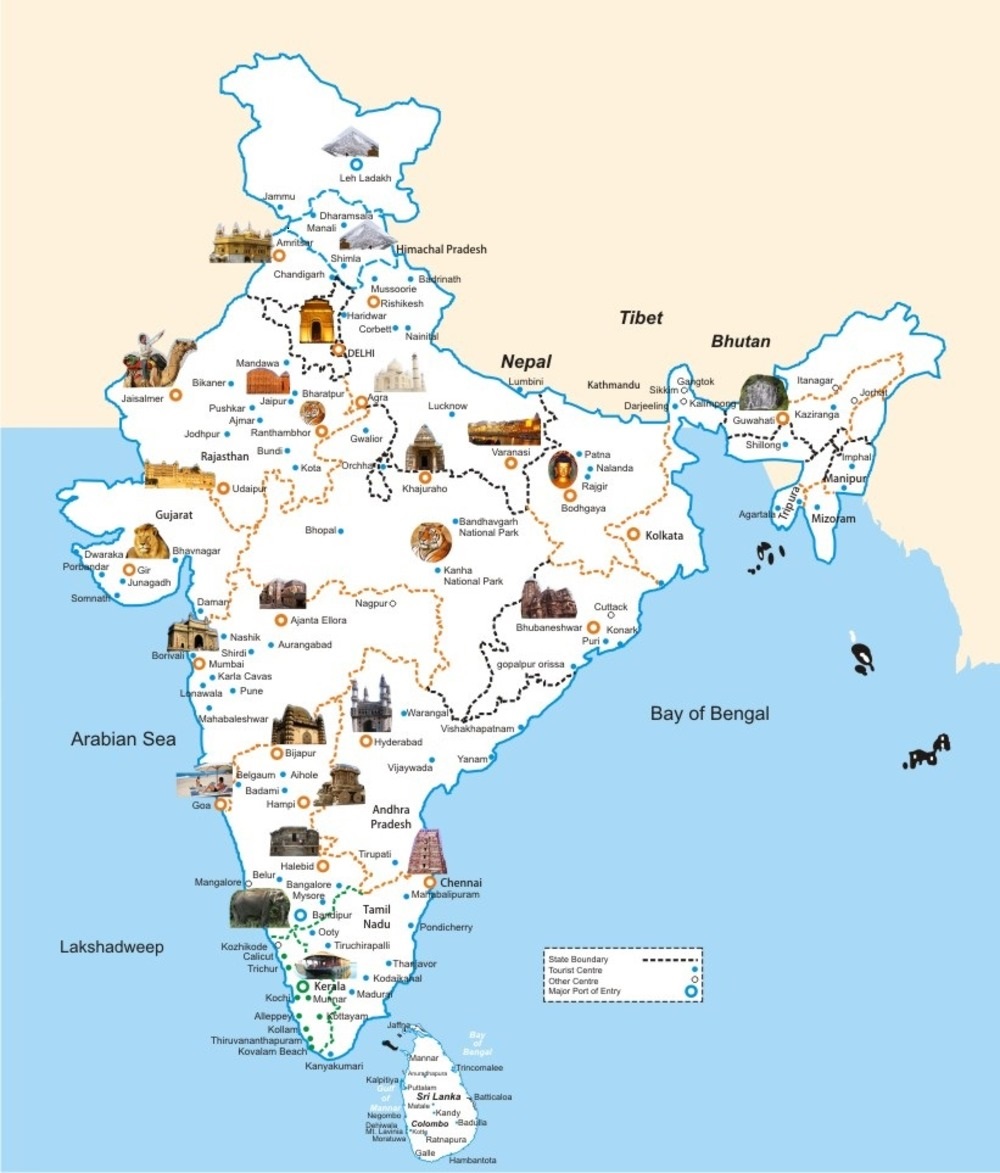 Leh Ladakh
Jammu
Dharamsala
Manali
Amritsar
Himachal Pradesh
Shimla
Chandigarh
Badrinath
Mussoorie
Rishikesh
Haridwar
Corbett
Nainital
Tibet
Bhutan
Nepal
DELHI
Mandawa
Lumbini
Kathmandu
Gangtok
Sikkim
Kalimpong
Darjeeling
Itanagar
Jorhat
Bikaner
Jaisalmer
Jaipur
Bharatpur
Agra
Pushkar
Ajmar
Lucknow
Guwahati
Kaziranga
Jodhpur
Ranthambhor
Gwalior
Shillong
Imphal
Rajasthan
Bundi
Kota
Orchha
Varanasi
Patna
Nalanda
Rajgir
Manipur
Udaipur
Khajuraho
Bodhgaya
Agartala
Tripura
Mizoram
Gujarat
Bhopal
Bandhavgarh
National Park
Kolkata
Dwaraka
Bhavnagar
Porbandar
Gir
Junagadh
Kanha
National Park
Somnath
Daman
Nagpur
Ajanta Ellora
Cuttack
Bhubaneshwar
Konark
Puri
Nashik
Aurangabad
Shirdi
Borivali
Mumbai
gopalpur orissa
Karla Cavas
Lonawala
Pune
Mahabaleshwar
Warangal
Vishakhapatnam
Bay of Bengal
Arabian Sea
Hyderabad
Bijapur
Yanam
Vijaywada
Belgaum
Aihole
Badami
Goa
Hampi
Andhra
Pradesh
Tirupati
Halebid
Belur
Mangalore
Bangalore
Chennai
Mysore
Mahabalipuram
Bandipur
Tamil
Nadu
Pondicherry
Ooty
Lakshadweep
Kozhikode
Tiruchirapalli
Calicut
Trichur
Thanjavor
Kodaikanal
Kerala
Kochi
Munnar
Madurai
Alleppey
Kottayam
Kollam
Thiruvananthapuram
Kovalam Beach
Kanyakumari
State Boundary
Tourist Centre
Other Centre
Major Port of Entry
Jaffna
Bay
of
Bengal
Mannar
Trincomalee
Anuradhapura
Kalpitiya
Puttalam
Gulf
of
Mannar
Sri Lanka
Batticaloa
Matale
Kandy
Negombo
Colombo
Badulla
Dehiwala
Mt. Lavinia
Kotte
Moratuwa
Ratnapura
Galle
Hambantota